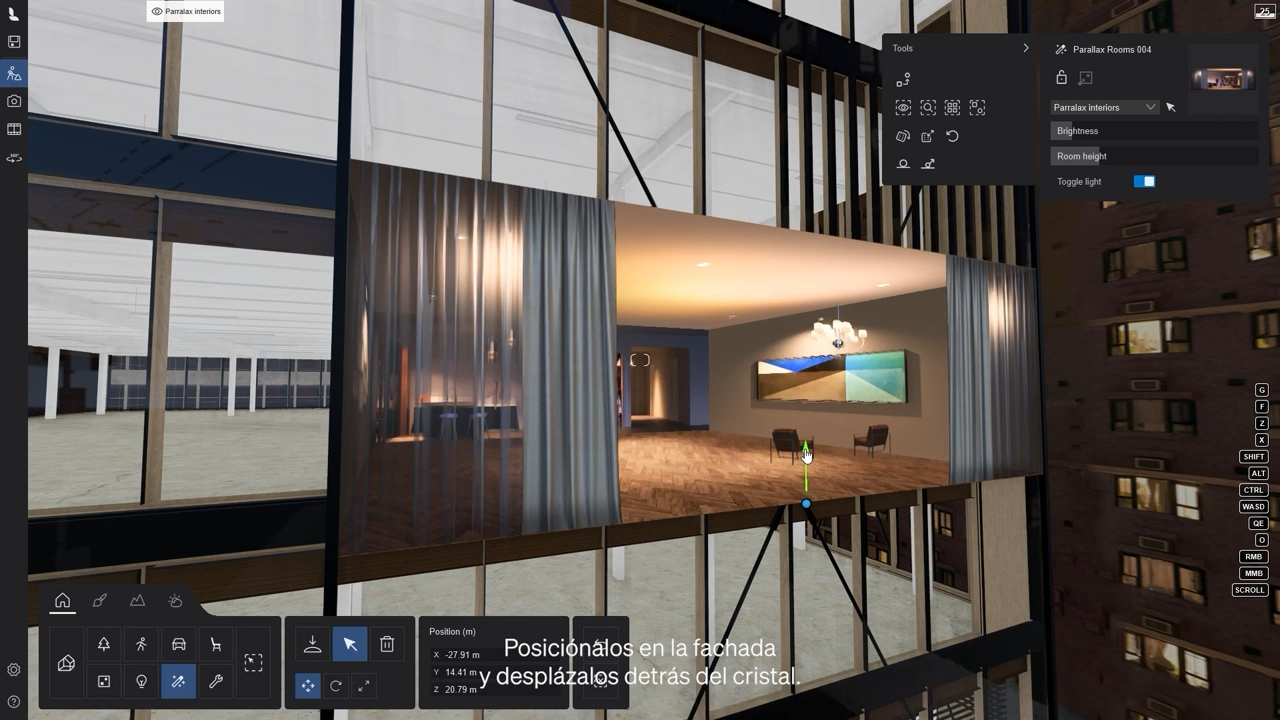 Parralax interiors
25
Tools
Parallax Rooms 004
Parralax interiors
Brightness
Room height
Toggle light
G
F
Z
X
SHIFT
ALT
CTRL
WASD
QE
O
RMB
MMB
SCROLL
Position (m)
X -27.91 m
Y 14.41 m
Z 20.79 m
Posiciónalos en la fachada
y desplázalos detrás del cristal.